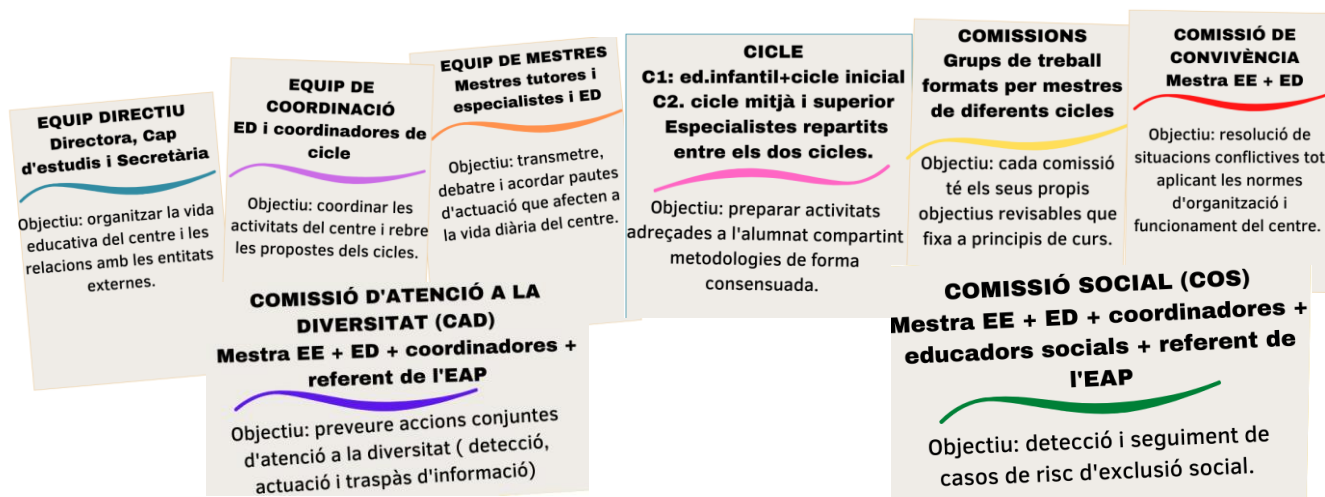 EQUIP DIRECTIU
Directora, Cap
d'estudis i Secretària
Objectiu: organitzar la vida
educativa del centre i les
relacions amb les entitats
externes.
EQUIP DE
COORDINACIÓ
ED i coordinadores de
cicle
Objectiu: coordinar les
activitats del centre i rebre
les propostes dels cicles.
EQUIP DE MESTRES
Mestres tutores i
especialistes i ED
Objectiu: transmetre,
debatre i acordar pautes
d'actuació que afecten a
la vida diària del centre.
CICLE
C1: ed.infantil+cicle inicial
C2. cicle mitjà i superior
Especialistes repartits
entre els dos cicles.
Objectiu: preparar activitats
adreçades a l'alumnat compartint
metodologies de forma
consensuada.
COMISSIONS
Grups de treball
formats per mestres
de diferents cicles
Objectiu: cada comissió
té els seus propis
objectius revisables que
fixa a principis de curs.
COMISSIÓ DE
CONVIVÈNCIA
Mestra EE + ED
Objectiu: resolució de
situacions conflictives tot
aplicant les normes
d'organització i
funcionament del centre.
COMISSIÓ D'ATENCIÓ A LA
DIVERSITAT (CAD)
Mestra EE + ED + coordinadores +
referent de l'EAP
Objectiu: preveure accions conjuntes
d'atenció a la diversitat ( detecció,
actuació i traspàs d'informació)
COMISSIÓ SOCIAL (COS)
Mestra EE + ED + coordinadores +
educadors socials + referent de
l'EAP
Objectiu: detecció i seguiment de
casos de risc d'exclusió social.